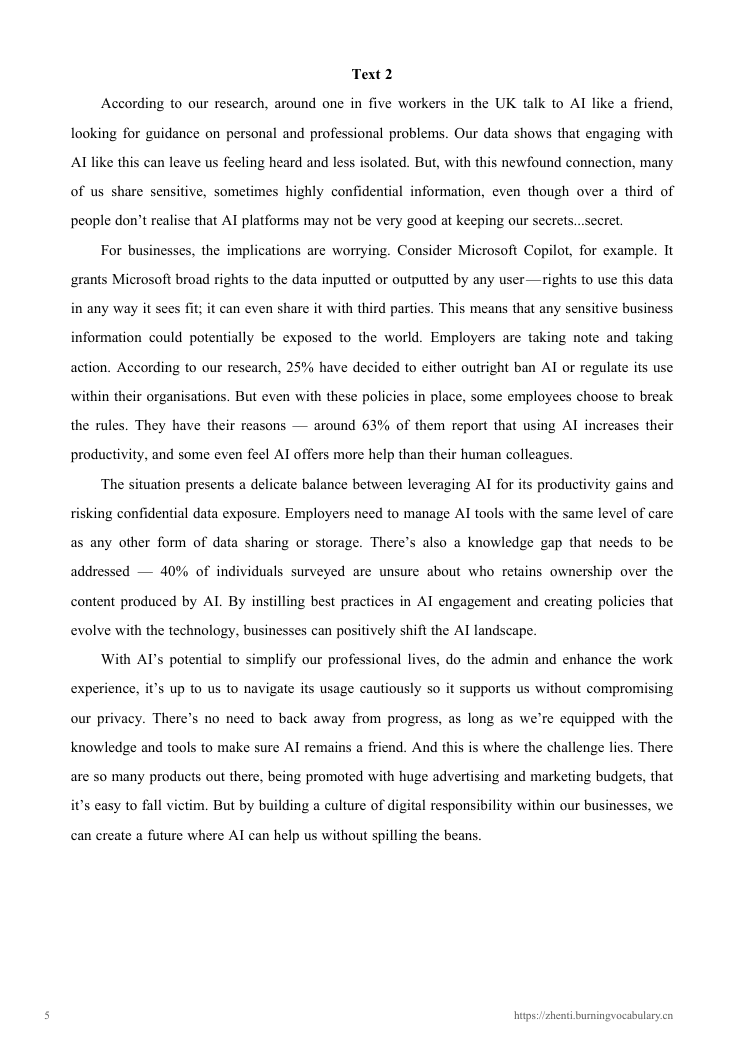 Text 2
According to our research, around one in five workers in the UK talk to AI like a friend,
looking for guidance on personal and professional problems. Our data shows that engaging with
AI like this can leave us feeling heard and less isolated. But, with this newfound connection, many
of us share sensitive, sometimes highly confidential information, even though over a third of
people don’t realise that AI platforms may not be very good at keeping our secrets...secret.
For businesses, the implications are worrying. Consider Microsoft Copilot, for example. It
grants Microsoft broad rights to the data inputted or outputted by any user—rights to use this data
in any way it sees fit; it can even share it with third parties. This means that any sensitive business
information could potentially be exposed to the world. Employers are taking note and taking
action. According to our research, 25% have decided to either outright ban AI or regulate its use
within their organisations. But even with these policies in place, some employees choose to break
the rules. They have their reasons — around 63% of them report that using AI increases their
productivity, and some even feel AI offers more help than their human colleagues.
The situation presents a delicate balance between leveraging AI for its productivity gains and
risking confidential data exposure. Employers need to manage AI tools with the same level of care
as any other form of data sharing or storage. There’s also a knowledge gap that needs to be
addressed — 40% of individuals surveyed are unsure about who retains ownership over the
content produced by AI. By instilling best practices in AI engagement and creating policies that
evolve with the technology, businesses can positively shift the AI landscape.
With AI’s potential to simplify our professional lives, do the admin and enhance the work
experience, it’s up to us to navigate its usage cautiously so it supports us without compromising
our privacy. There’s no need to back away from progress, as long as we’re equipped with the
knowledge and tools to make sure AI remains a friend. And this is where the challenge lies. There
are so many products out there, being promoted with huge advertising and marketing budgets, that
it’s easy to fall victim. But by building a culture of digital responsibility within our businesses, we
can create a future where AI can help us without spilling the beans.
5
https://zhenti.burningvocabulary.cn